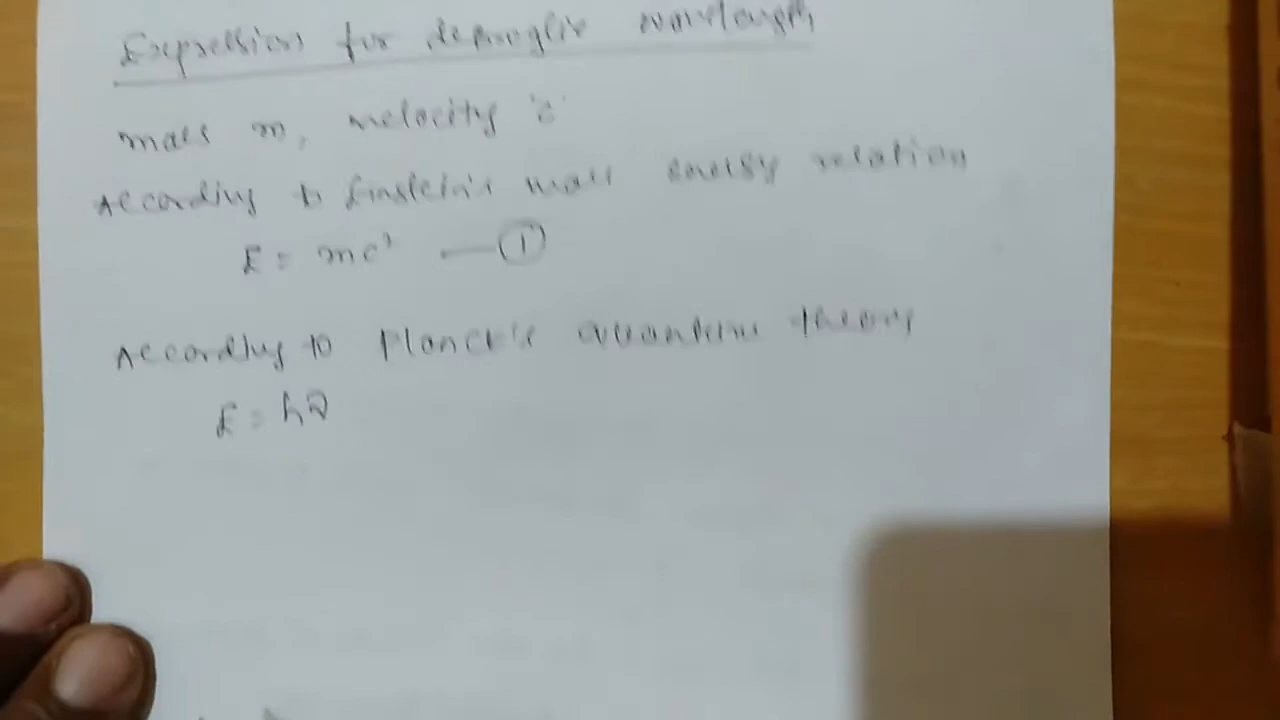 Expression for debroglie wavelength
mass m, velocity 'c'
According to Einstein's mass energy relation
E = mc² — ①
According to Planck's quantum theory
E = hν